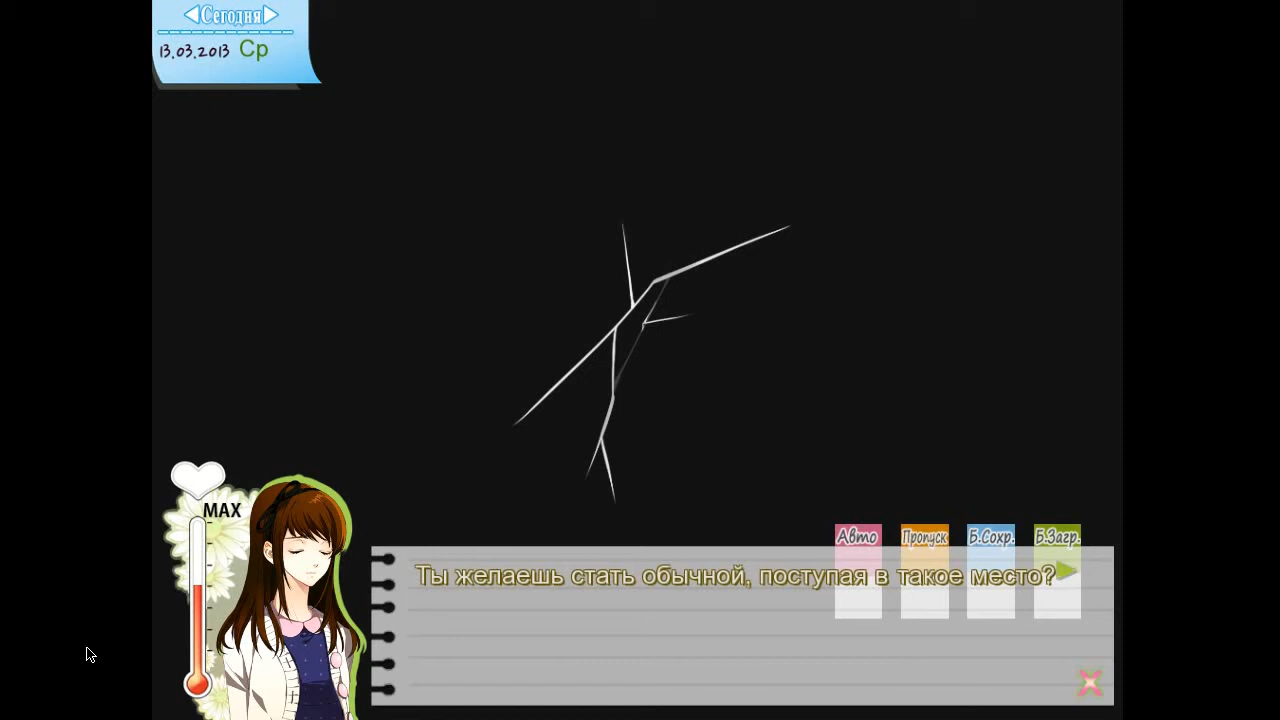 Сегодня
13.03.2013 Ср
MAX
Авто Пропуск Б.Сохр. Б.Загр.
Ты желаешь стать обычной, поступая в такое место?